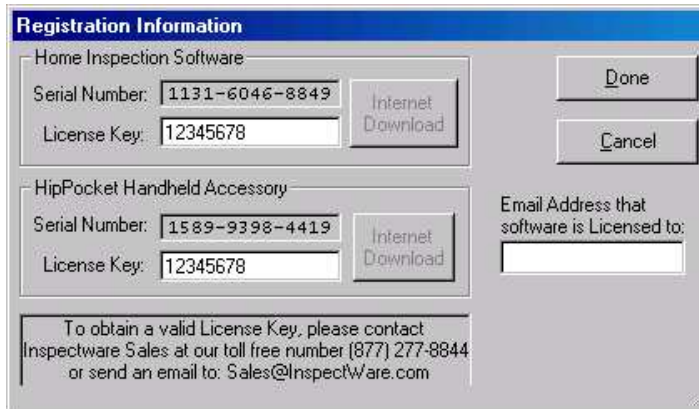 Registration Information
Home Inspection Software
Serial Number: 1131-6046-8849
License Key: 12345678
Internet
Download
HipPocket Handheld Accessory
Serial Number: 1589-9398-4419
License Key: 12345678
Internet
Download
To obtain a valid License Key, please contact
Inspectware Sales at our toll free number (877) 277-8844
or send an email to: Sales@InspectWare.com
Done
Cancel
Email Address that
software is Licensed to: